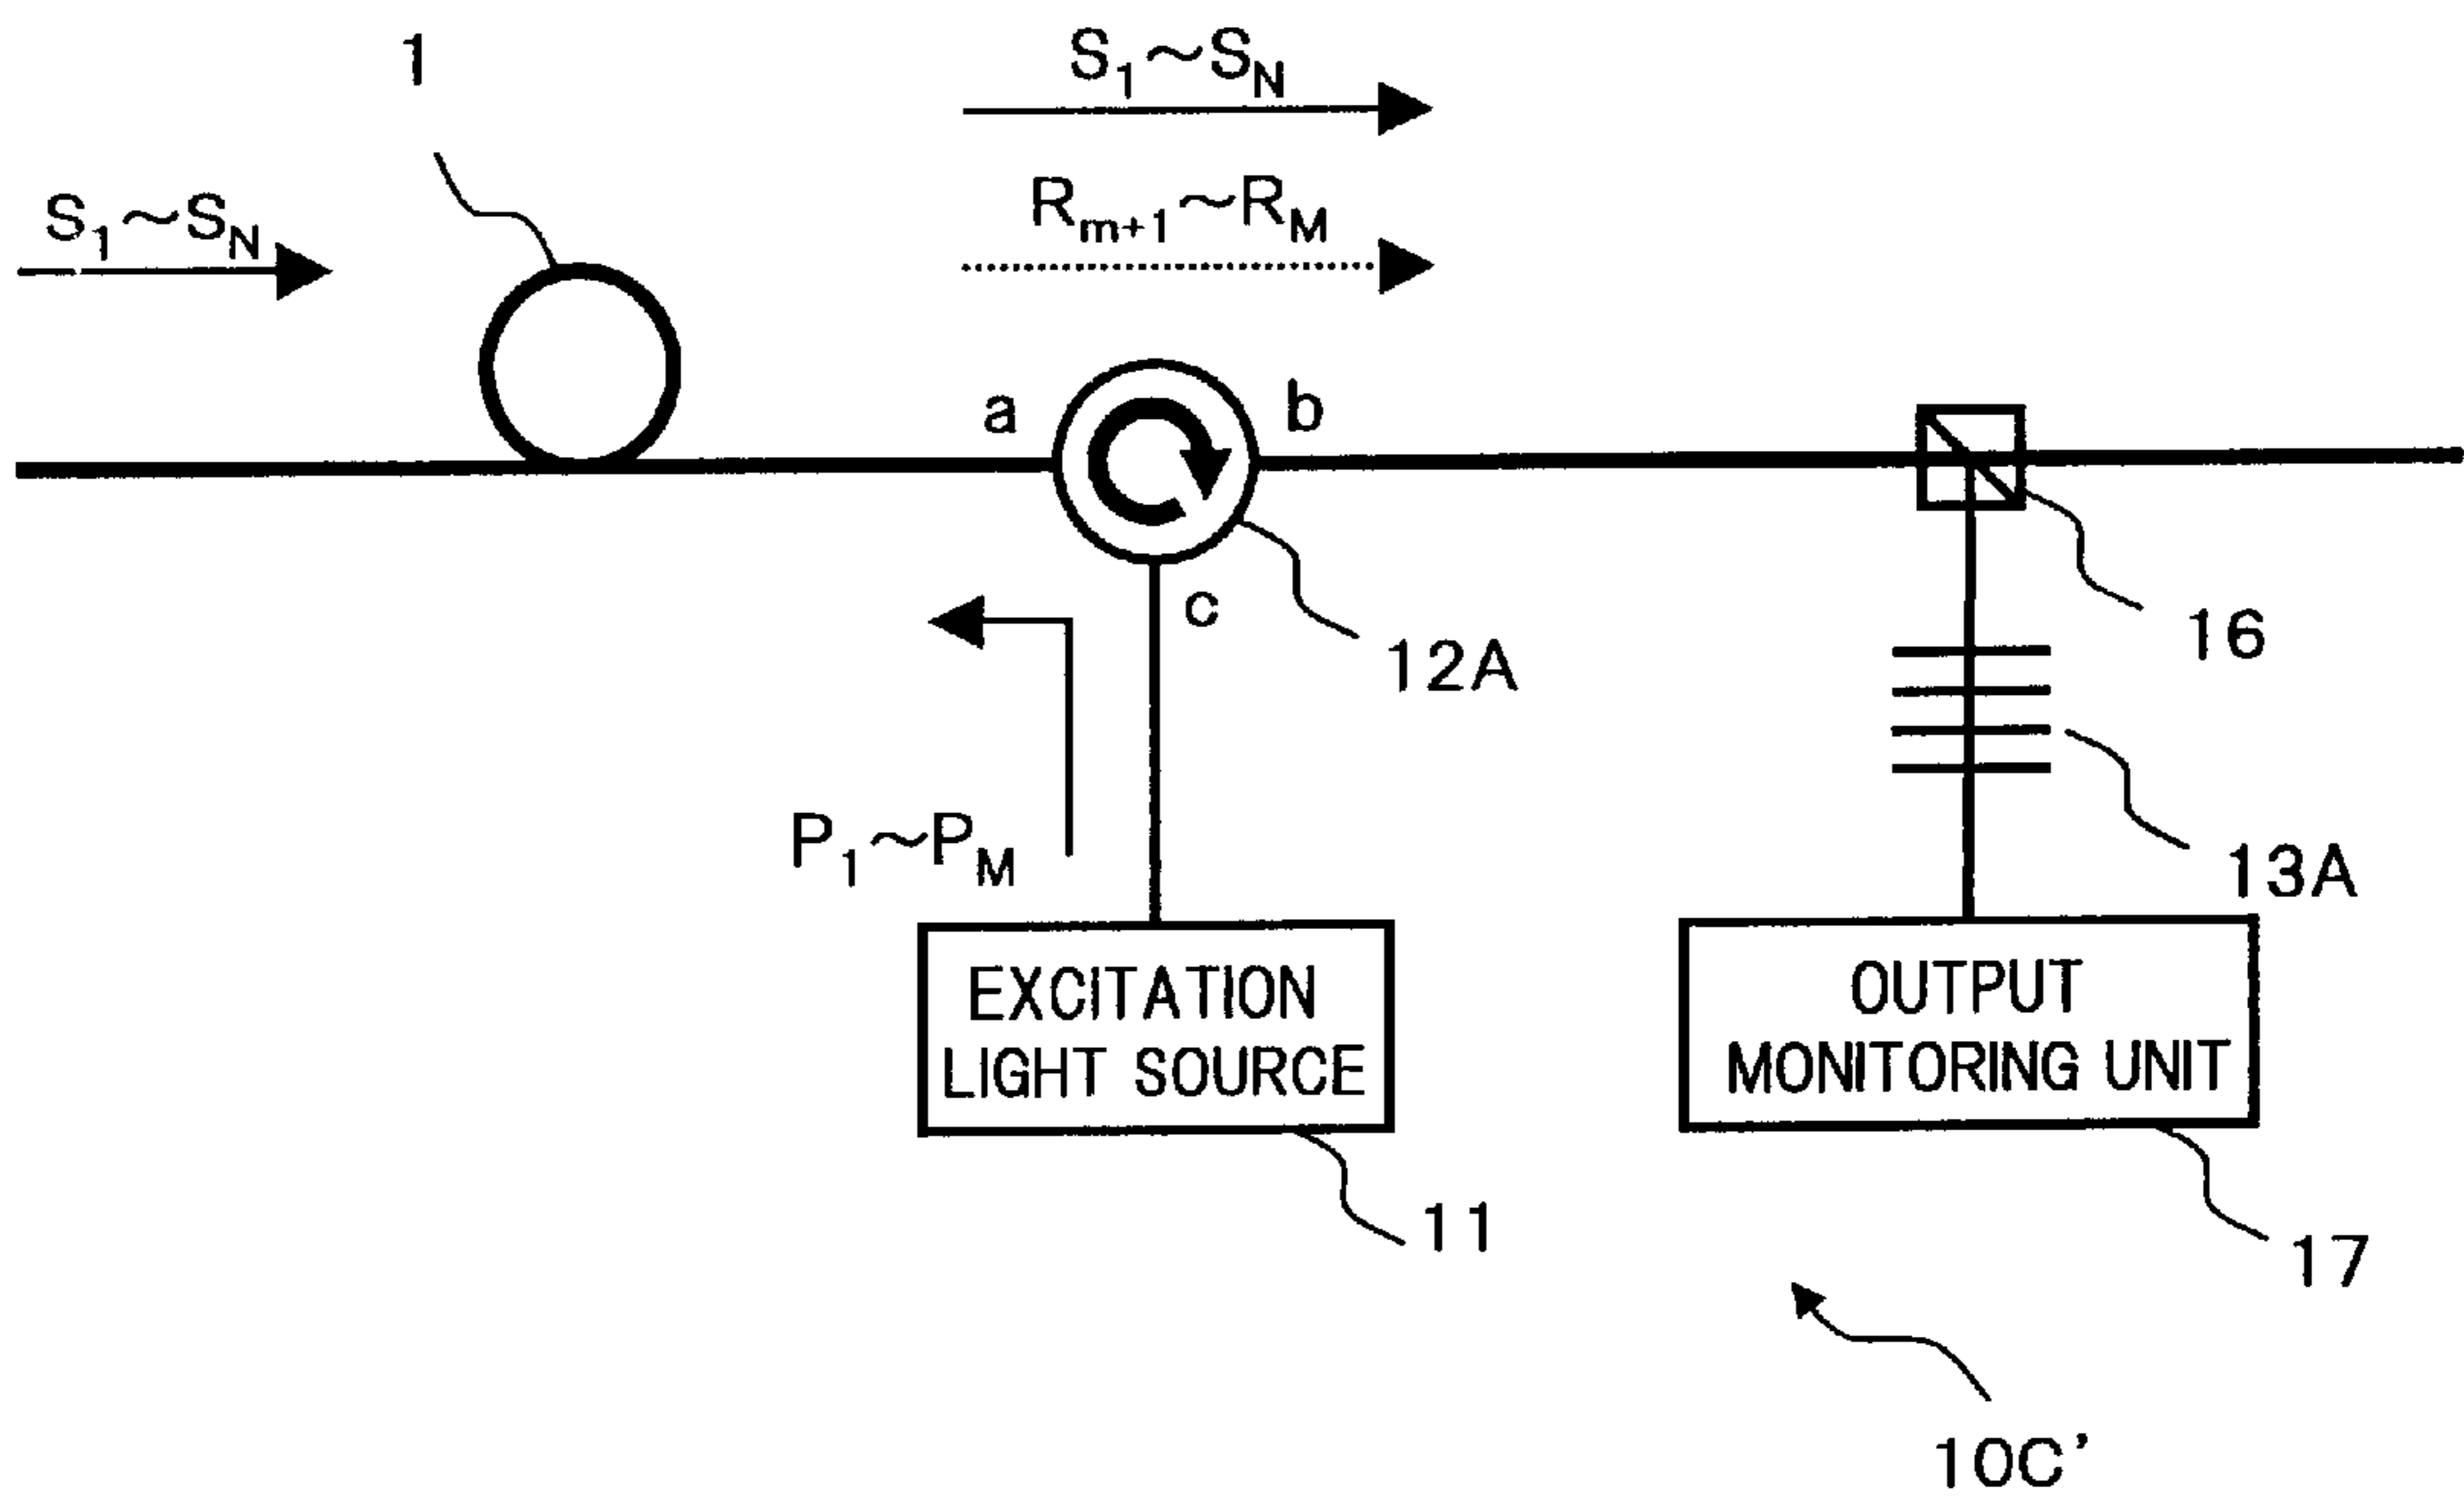 1
S1~SN
S1~SN
Rm+1~RM
a
b
c
12A
16
P1~PM
13A
EXCITATION
LIGHT SOURCE
OUTPUT
MONITORING UNIT
11
17
10C'